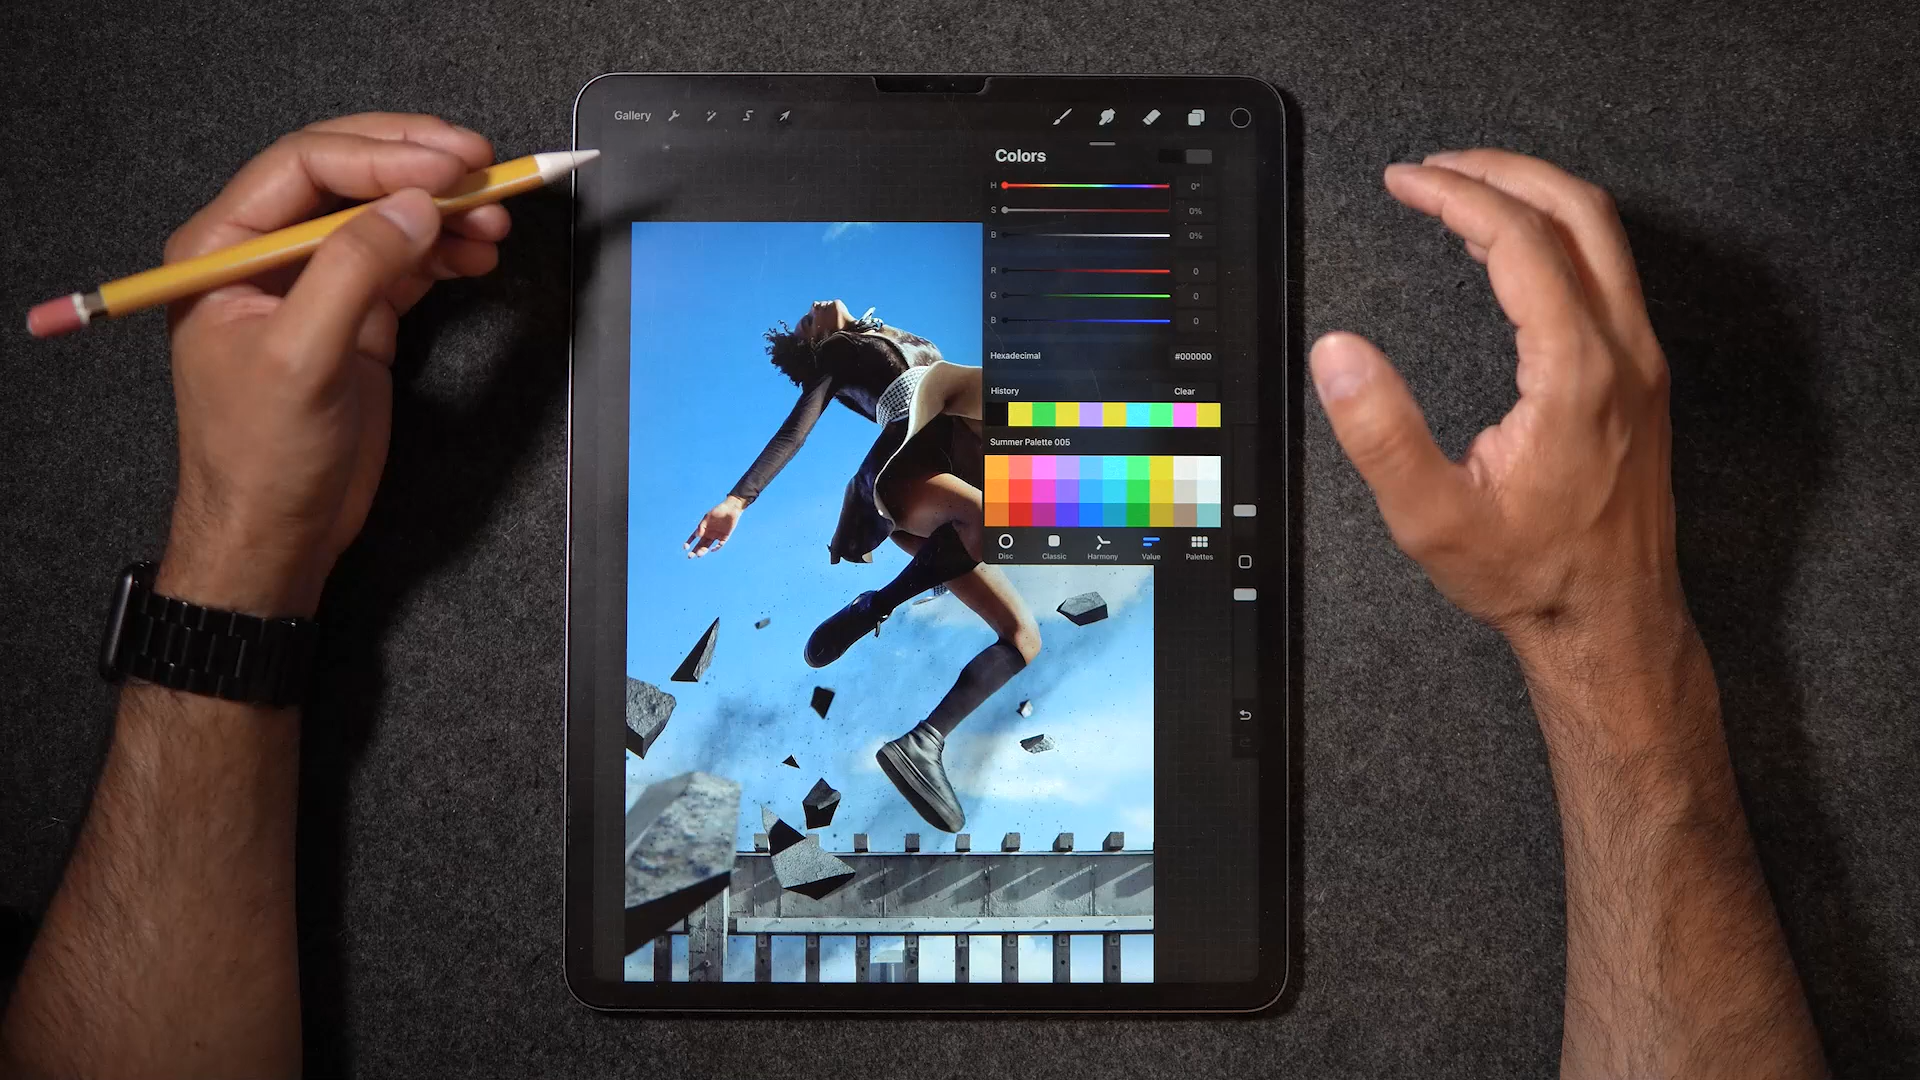 Gallery
Colors
H 0°
S 0%
B 0%
R 0
G 0
B 0
Hexadecimal #000000
History Clear
Summer Palette 005
Disc Classic Harmony Value Palettes